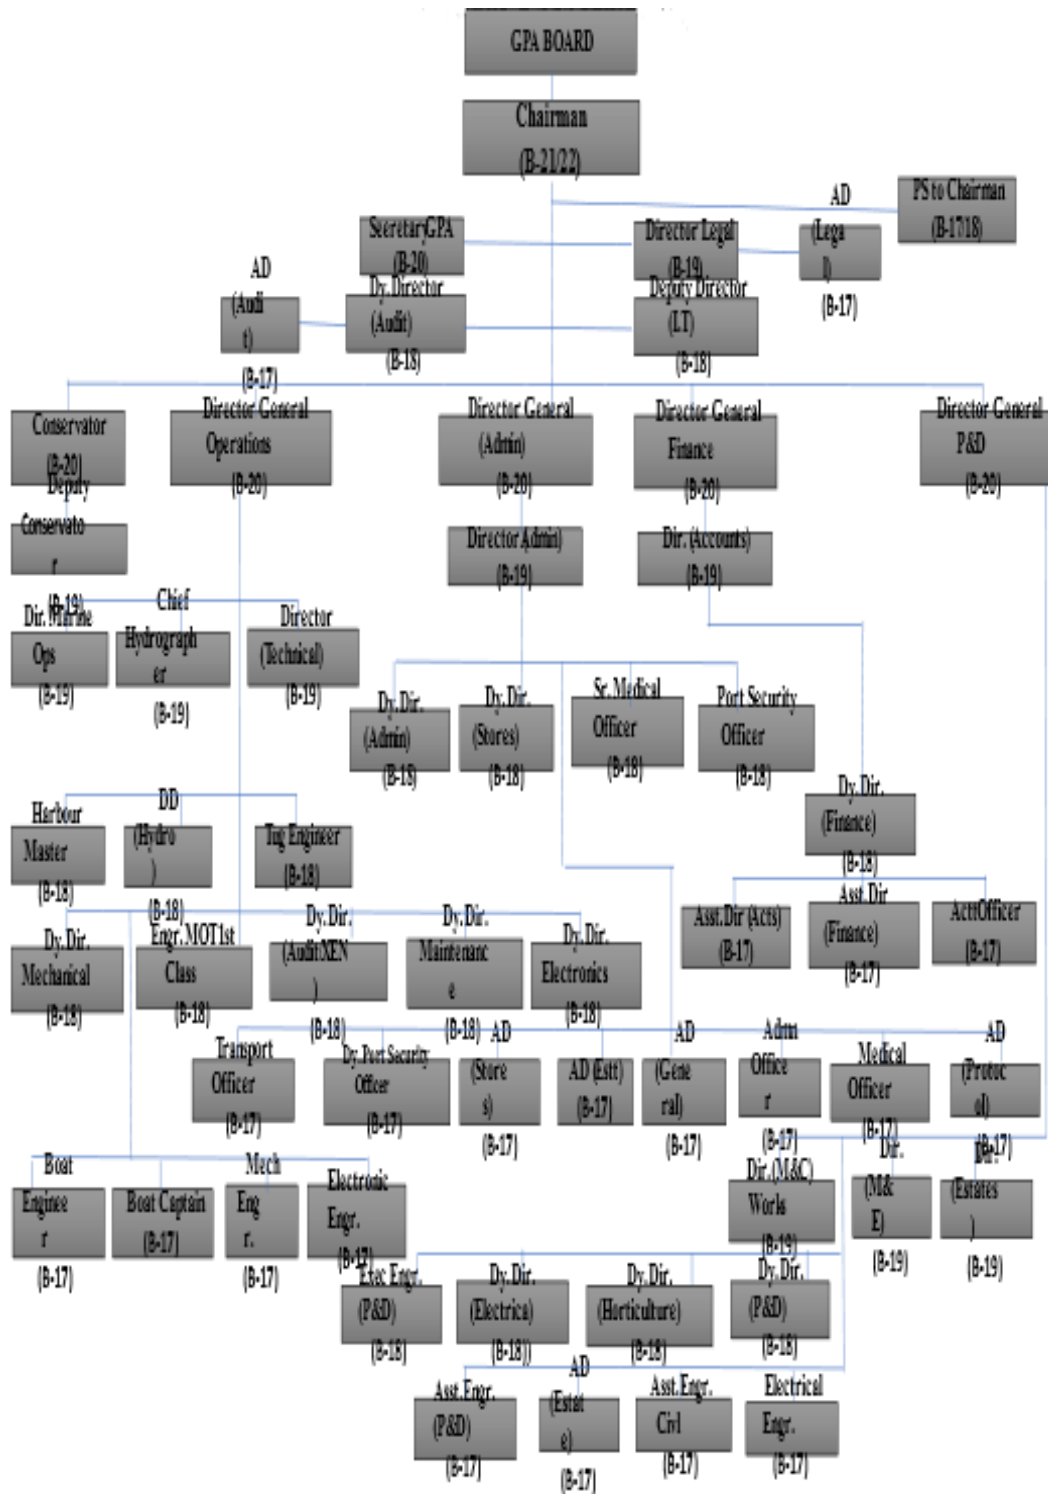 GPA BOARD
Chairman
(B-21/22)
PS to Chairman
(B-17/18)
AD
(Lega
l)
(B-17)
Secretary GPA
(B-20)
Director Legal
(B-19)
AD
(Audi
t)
(B-17)
Dy. Director
(Audit)
(B-18)
Deputy Director
(LT)
(B-18)
Conservator
(B-20)
Director General
Operations
(B-20)
Director General
(Admin)
(B-20)
Director General
Finance
(B-20)
Director General
P&D
(B-20)
Deputy
Conservato
r
(B-19)
Director(Admin)
(B-19)
Dir. (Accounts)
(B-19)
Dir. Marine
Ops
(B-19)
Chief
Hydrograph
er
(B-19)
Director
(Technical)
(B-19)
Dy. Dir.
(Admin)
(B-18)
Dy. Dir.
(Stores)
(B-18)
Sr. Medical
Officer
(B-18)
Port Security
Officer
(B-18)
Dy. Dir.
(Finance)
(B-18)
Harbour
Master
(B-18)
DD
(Hydro
)
(B-18)
Tug Engineer
(B-18)
Asst.Dir (Acts)
(B-17)
Asst.Dir
(Finance)
(B-17)
ActtOfficer
(B-17)
Dy. Dir.
Mechanical
(B-18)
Engr. MOT1st
Class
(B-18)
Dy. Dir.
(AuditXEN
)
(B-18)
Dy. Dir.
Maintenanc
e
(B-18)
Dy. Dir.
Electronics
(B-18)
Transport
Officer
(B-17)
Dy. Port Security
Officer
(B-17)
AD
(Store
s)
(B-17)
AD (Estt)
(B-17)
AD
(Gene
ral)
(B-17)
Admn
Office
r
(B-17)
Medical
Officer
(B-17)
AD
(Protoc
ol)
(B-17)
Boat
Enginee
r
(B-17)
Boat Captain
(B-17)
Mech
Eng
r.
(B-17)
Electronic
Engr.
(B-17)
Dir. (M&C)
Works
(B-19)
Dir.
(M&
E)
(B-19)
Dir.
(Estates
)
(B-19)
Exec Engr.
(P&D)
(B-18)
Dy. Dir.
(Electrical)
(B-18))
Dy. Dir.
(Horticulture)
(B-18)
Dy. Dir.
(P&D)
(B-18)
Asst. Engr.
(P&D)
(B-17)
AD
(Estat
e)
(B-17)
Asst. Engr.
Civl
(B-17)
Electrical
Engr.
(B-17)